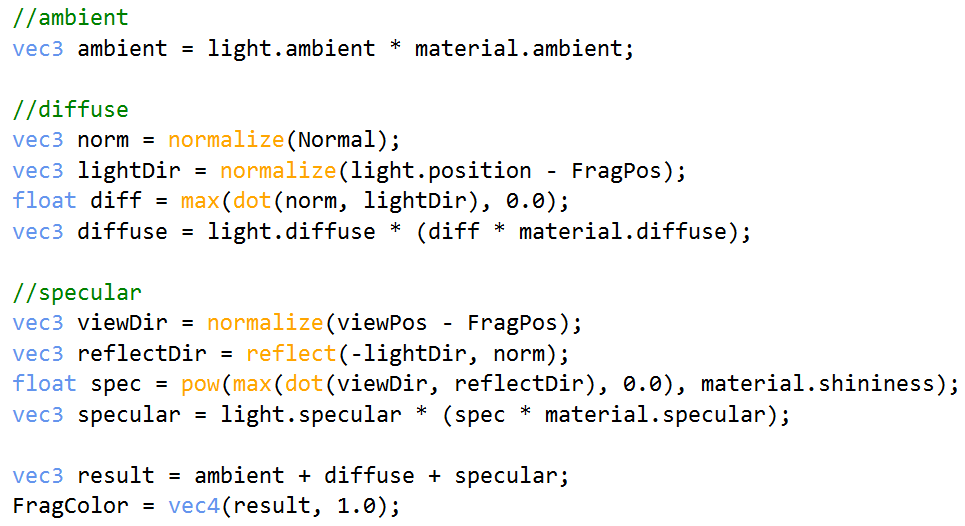 //ambient
vec3 ambient = light.ambient * material.ambient;
//diffuse
vec3 norm = normalize(Normal);
vec3 lightDir = normalize(light.position - FragPos);
float diff = max(dot(norm, lightDir), 0.0);
vec3 diffuse = light.diffuse * (diff * material.diffuse);
//specular
vec3 viewDir = normalize(viewPos - FragPos);
vec3 reflectDir = reflect(-lightDir, norm);
float spec = pow(max(dot(viewDir, reflectDir), 0.0), material.shininess);
vec3 specular = light.specular * (spec * material.specular);
vec3 result = ambient + diffuse + specular;
FragColor = vec4(result, 1.0);